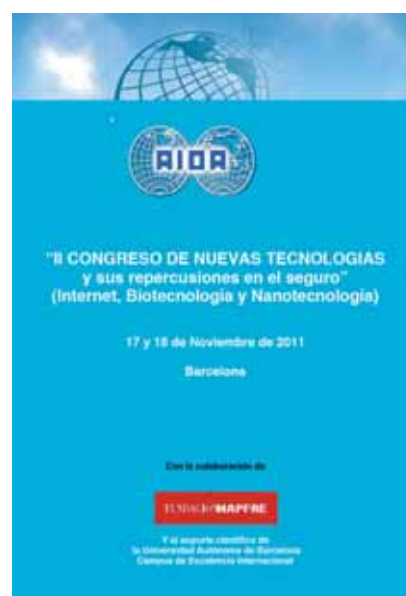 AIDA
"II CONGRESO DE NUEVAS TECNOLOGIAS
y sus repercusiones en el seguro"
(Internet, Biotecnología y Nanotecnología)
17 y 18 de Noviembre de 2011
Barcelona
Con la colaboración de
FUNDACIÓN MAPFRE
Y el soporte científico de
la Universidad Autónoma de Barcelona
Campus de Excelencia Internacional